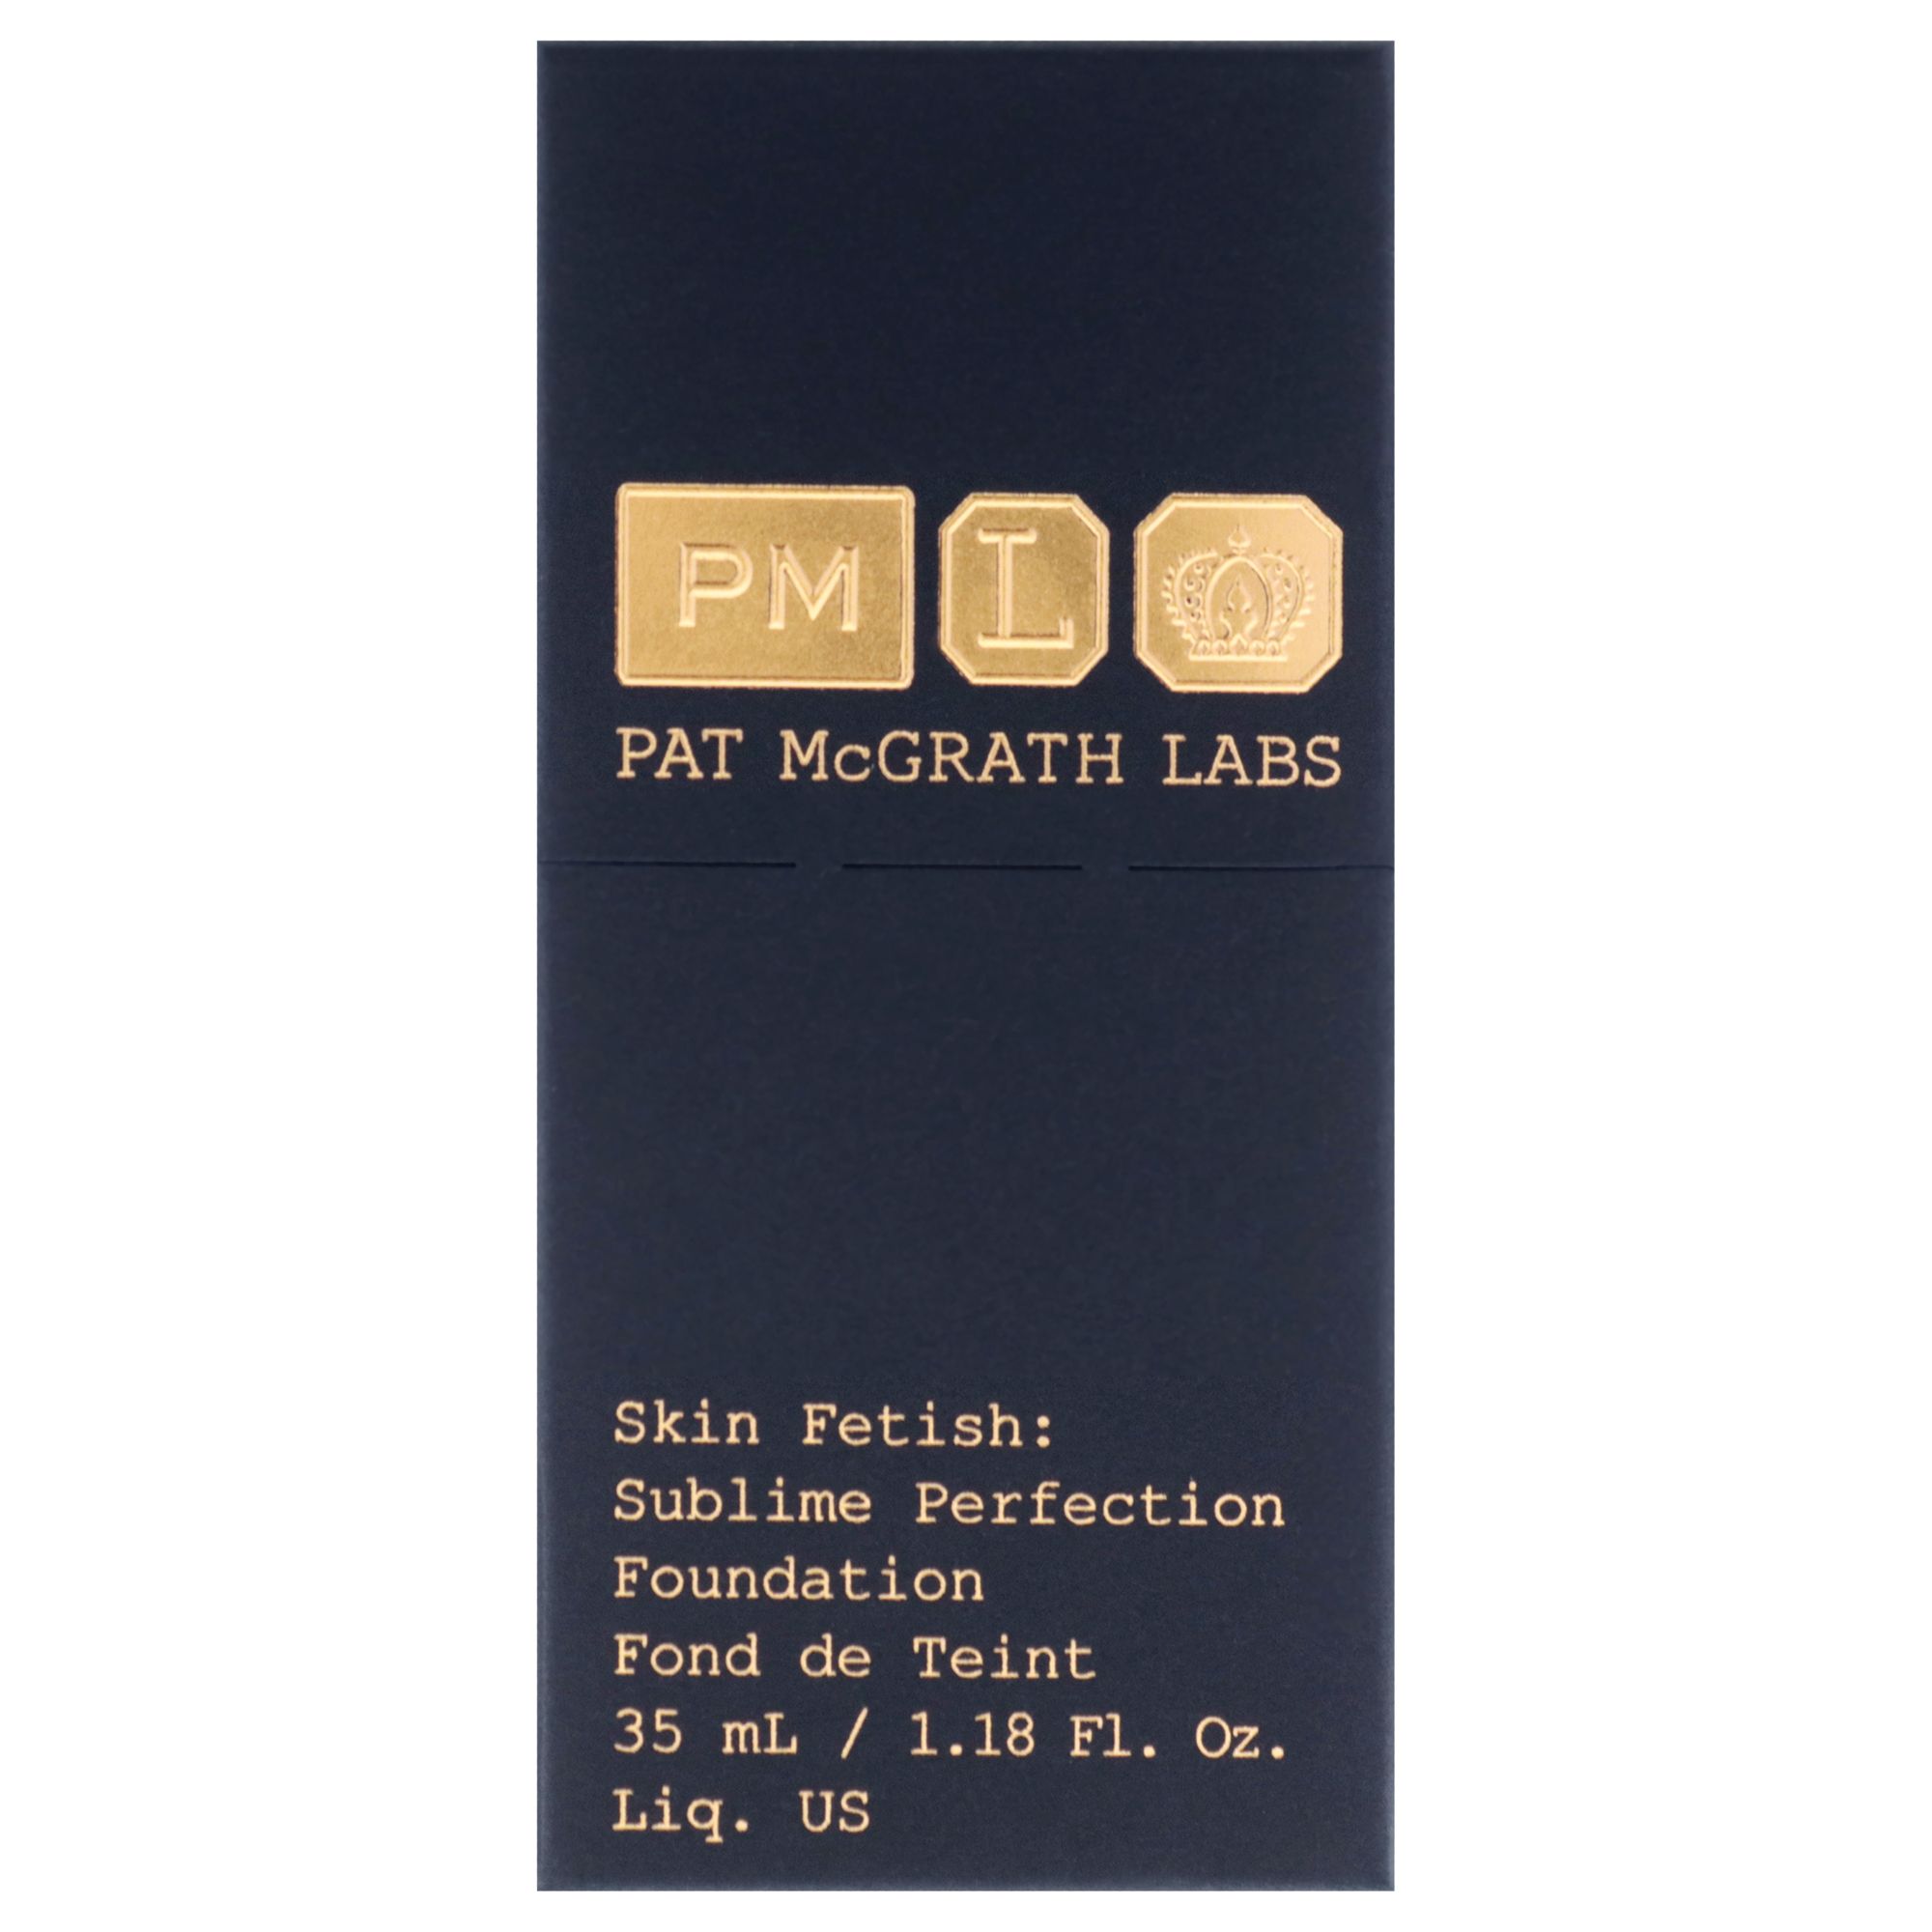 PM L
PAT McGRATH LABS
Skin Fetish:
Sublime Perfection
Foundation
Fond de Teint
35 mL / 1.18 Fl. Oz.
Liq. US